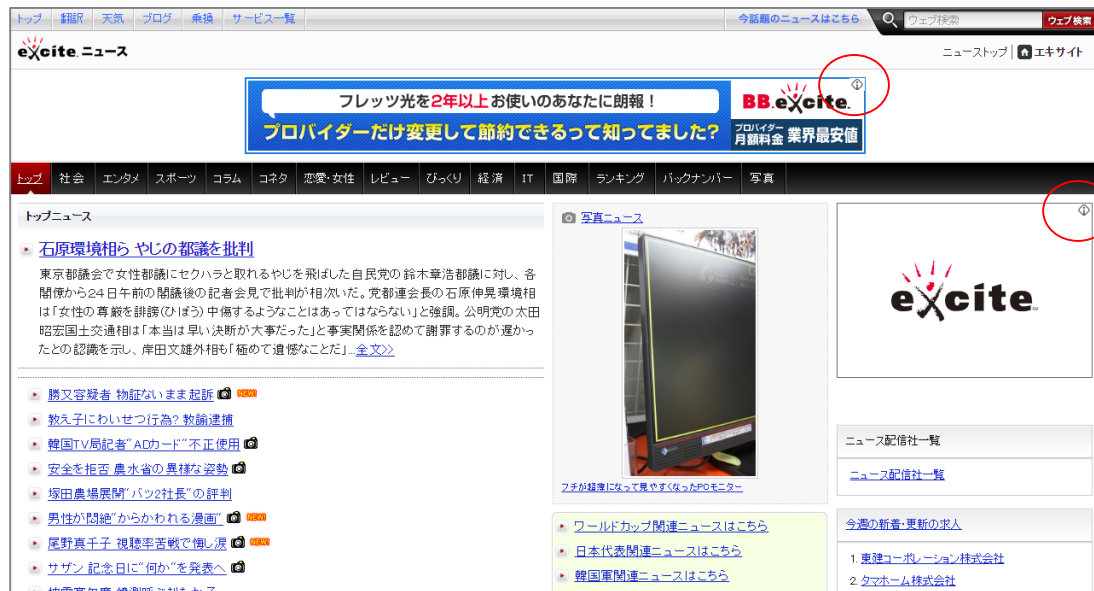 トップ 翻訳 天気 ブログ 乗換 サービス一覧
今話題のニュースはこちら
ウェブ検索
ウェブ検索
excite.ニュース
ニューストップ
エキサイト
フレッツ光を2年以上お使いのあなたに朗報！
プロバイダーだけ変更して節約できるって知ってました?
BB.excite.
プロバイダー
月額料金 業界最安値
トップ 社会 エンタメ スポーツ コラム コネタ 恋愛・女性 レビュー びっくり 経済 IT 国際 ランキング バックナンバー 写真
トップニュース
石原環境相ら やじの都議を批判
東京都議会で女性都議にセクハラと取れるやじを飛ばした自民党の鈴木章浩都議に対し、各
閣僚から24日午前の閣議後の記者会見で批判が相次いだ。党都連会長の石原伸晃環境相
は「女性の尊厳を誹謗(ひぼう)中傷するようなことはあってはならない」と強調。公明党の太田
昭宏国土交通相は「本当は早い決断が大事だった」と事実関係を認めて謝罪するのが遅かっ
たとの認識を示し、岸田文雄外相も「極めて遺憾なことだ」...全文>>
勝又容疑者 物証ないまま起訴 NEW!
教え子にわいせつ行為? 教諭逮捕
韓国TV局記者“ADカード”不正使用
安全を拒否 農水省の異様な姿勢
塚田農場展開“バツ2社長”の評判
男性が悶絶“からかわれる漫画” NEW!
尾野真千子 視聴率苦戦で悔し涙 NEW!
サザン 記念日に“何か”を発表へ
写真ニュース
フチが超薄になって見やすくなったPCモニター
ワールドカップ関連ニュースはこちら
日本代表関連ニュースはこちら
韓国軍関連ニュースはこちら
excite.
ニュース配信社一覧
ニュース配信社一覧
今週の新着・更新の求人
1. 東建コーポレーション株式会社
2. タマホーム株式会社